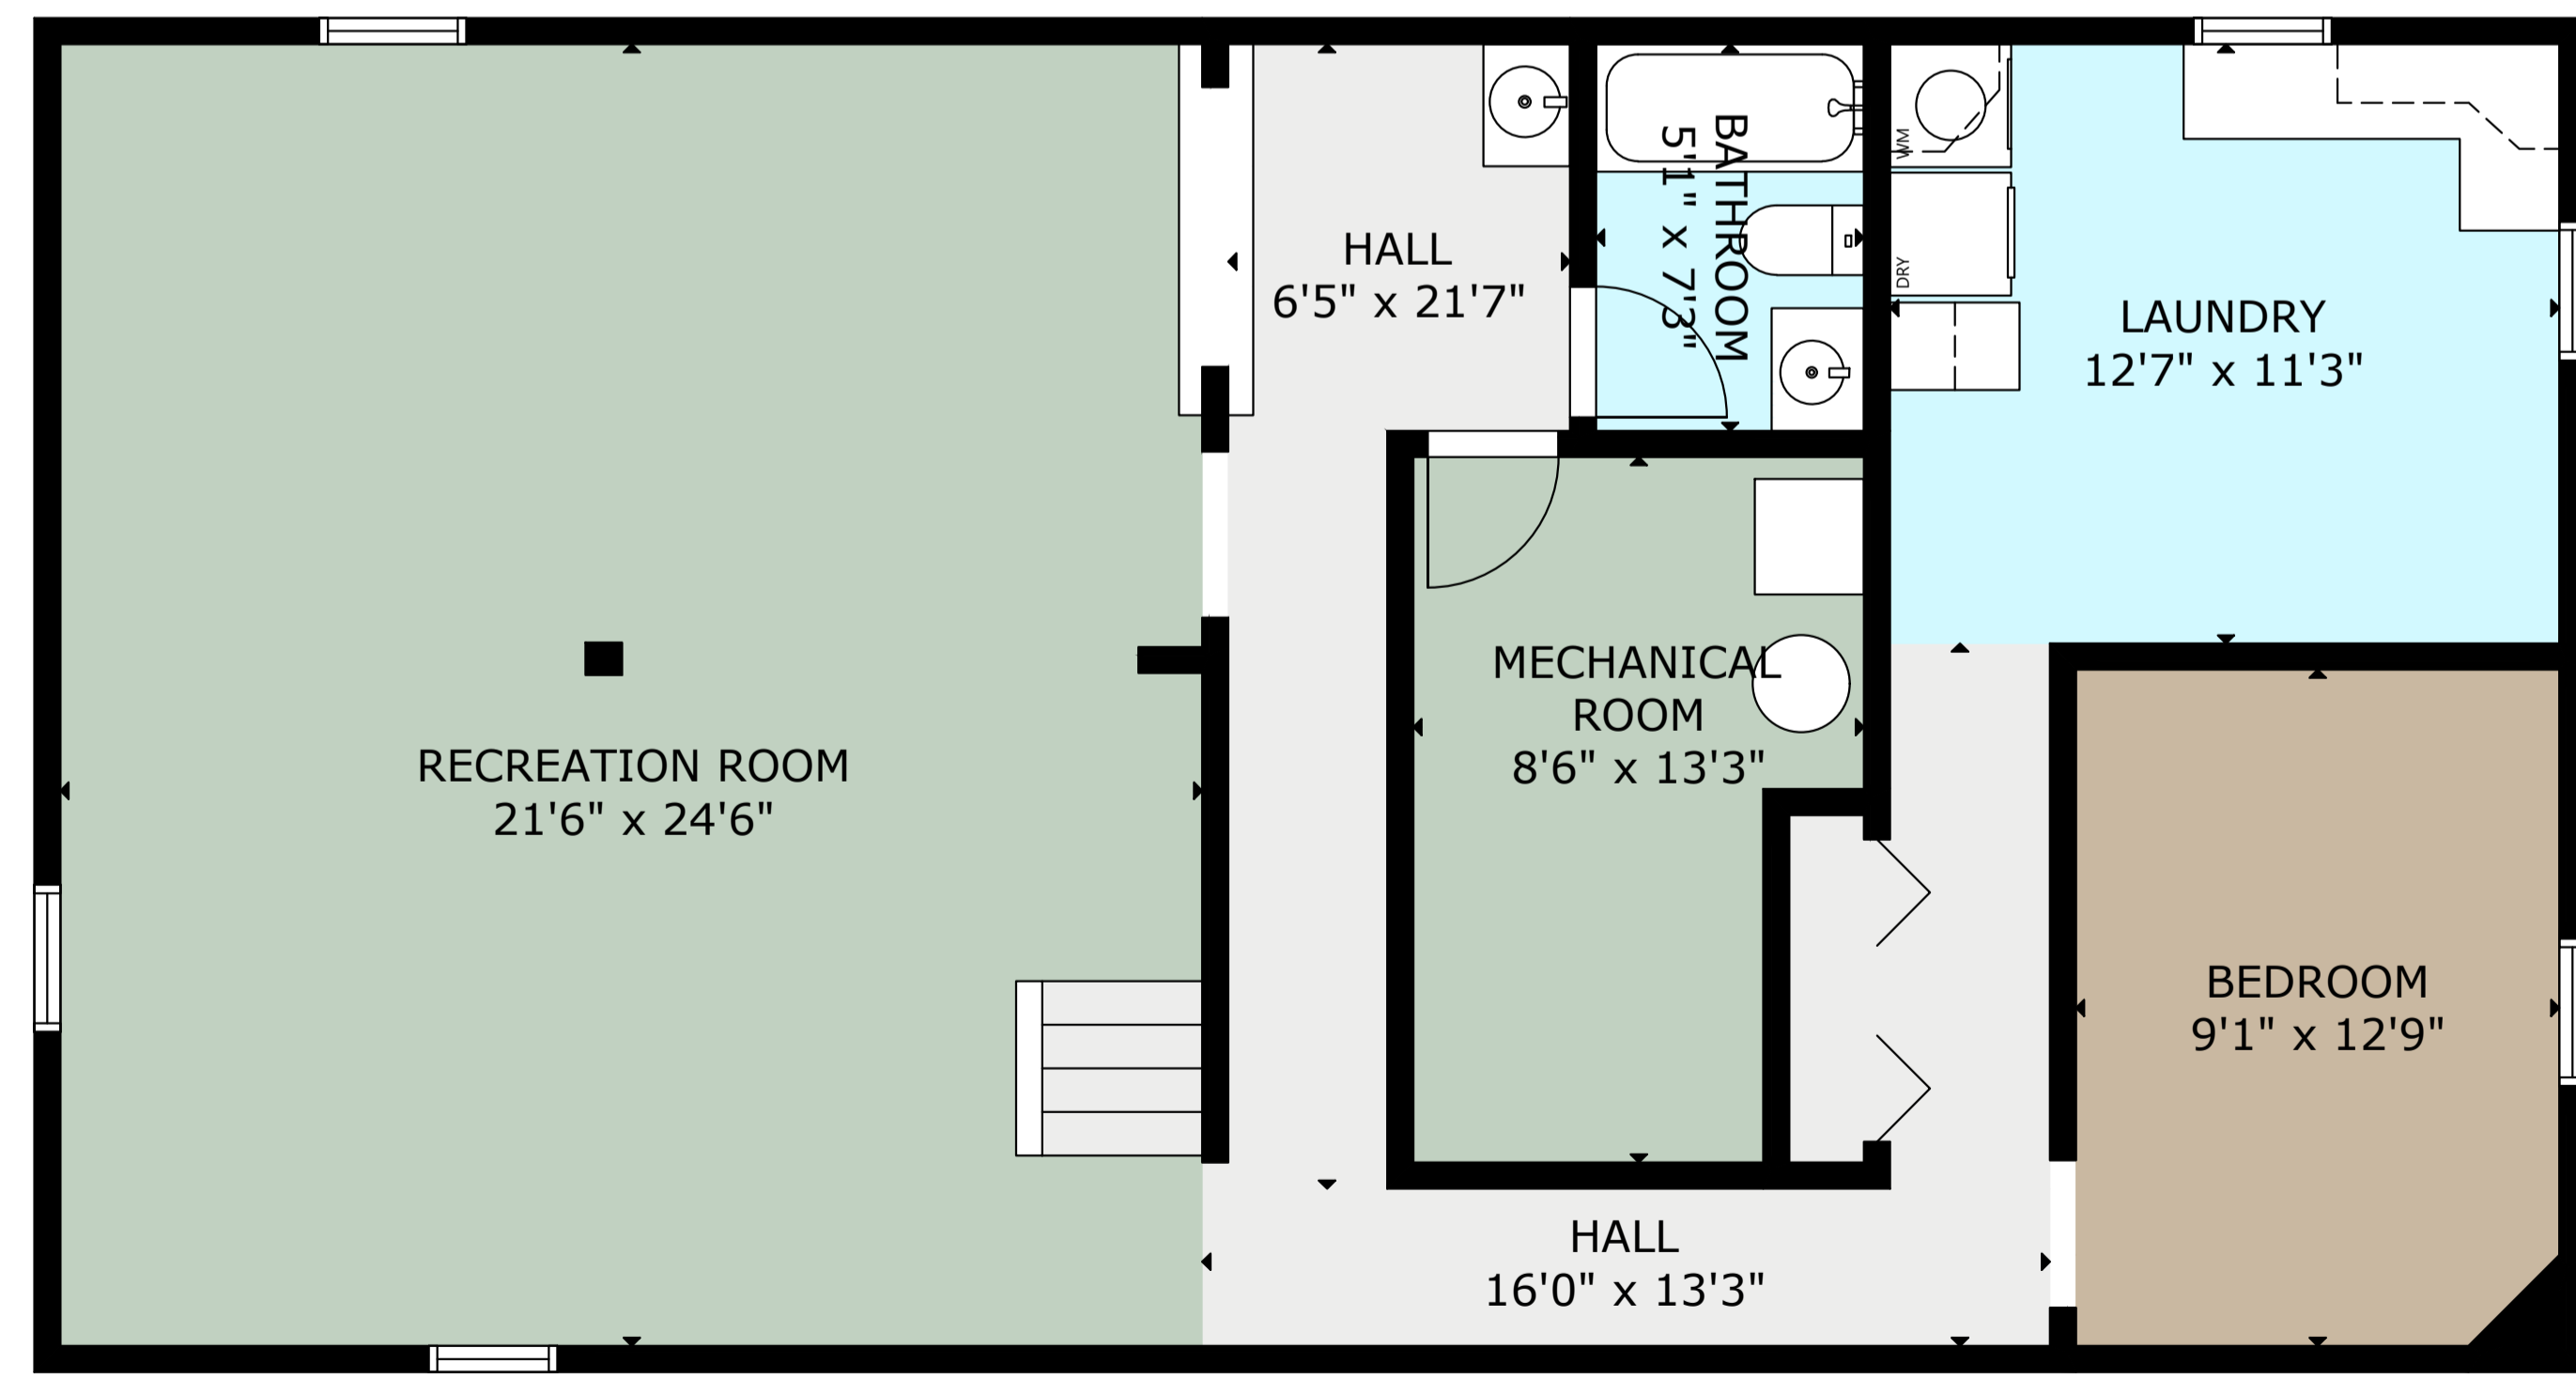 HALL
6'5" x 21'7"
BATHROOM
5'1" x 7'3"
WM
DRY
LAUNDRY
12'7" x 11'3"
MECHANICAL
ROOM
8'6" x 13'3"
RECREATION ROOM
21'6" x 24'6"
BEDROOM
9'1" x 12'9"
HALL
16'0" x 13'3"